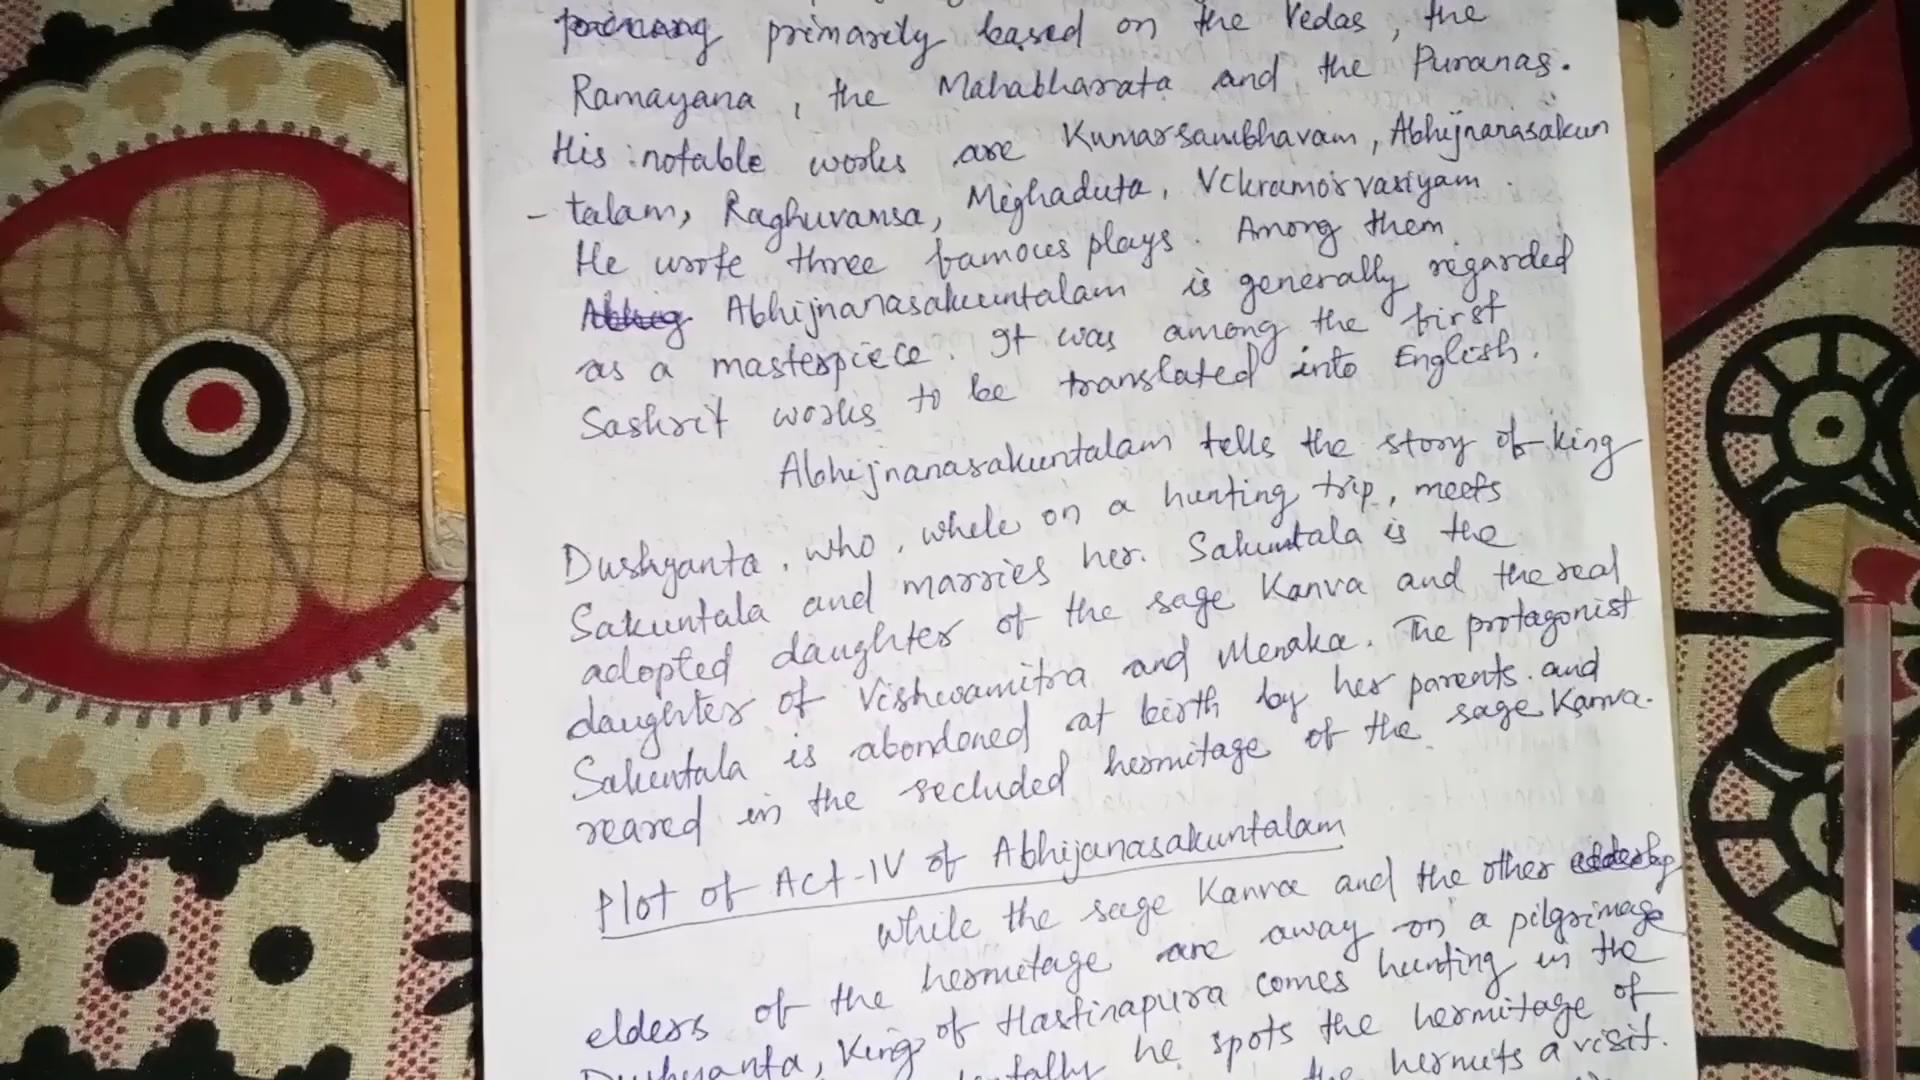 primarily based on the Vedas, the
Ramayana, the Mahabharata and the Puranas.
His notable works are Kumarsambhavam, Abhijnanasakun
- talam, Raghuvamsa, Meghaduta, Vckramorvasiyam.
He wrote three famous plays. Among them
Abhijnanasakuntalam is generally regarded
as a masterpiece. It was among the first
Saskrit works to be translated into English.
Abhijnanasakuntalam tells the story of king
Dushyanta, who, while on a hunting trip, meets
Sakuntala and marries her. Sakuntala is the
adopted daughter of the sage Kanva and the real
daughter of Vishwamitra and Menaka. The protagonist
Sakuntala is abondoned at birth by her parents. and
reared in the secluded hermitage of the sage Kanva.
Plot of Act-IV of Abhijanasakuntalam
While the sage Kanva and the other
elders of the hermitage are away on a pilgrimage
Dushyanta, King of Hastinapura comes hunting in the
he spots the hermitage of
the hermits a visit.